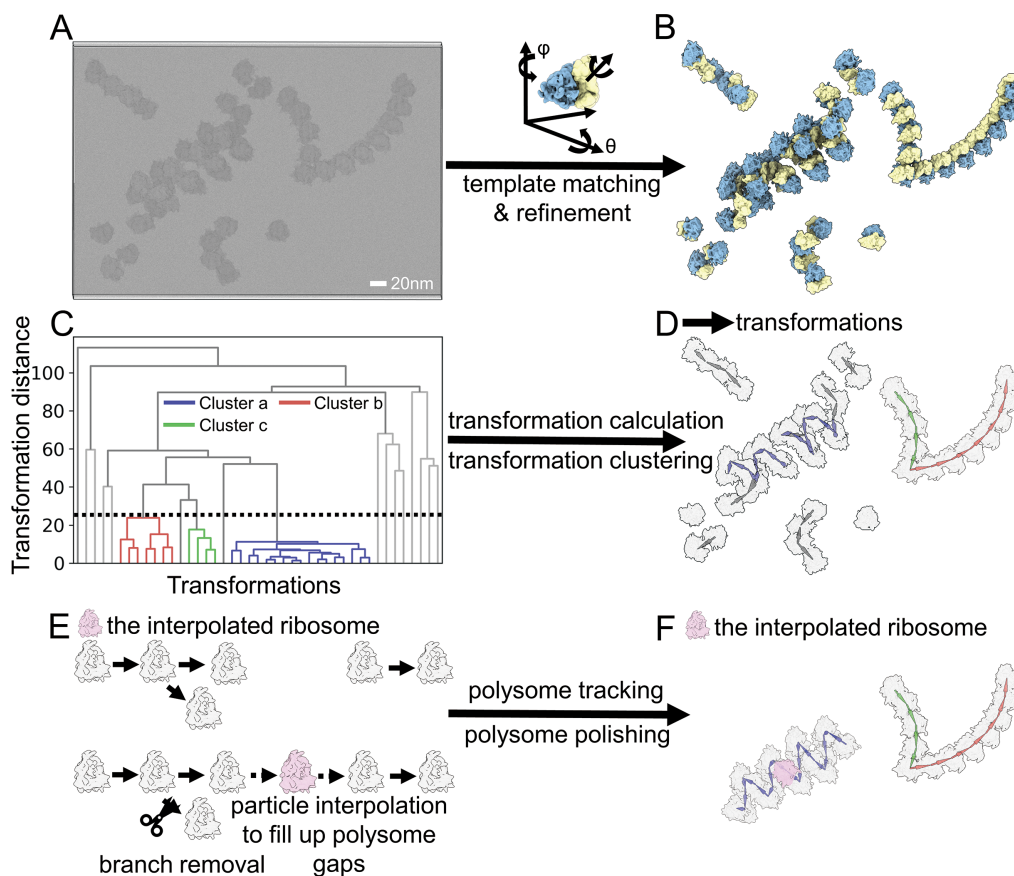 A
φ
θ
template matching
& refinement
B
20nm
C
Transformation distance
100
80
60
40
20
0
Cluster a
Cluster b
Cluster c
Transformations
transformation calculation
transformation clustering
D
transformations
E
the interpolated ribosome
particle interpolation
to fill up polysome
gaps
branch removal
polysome tracking
polysome polishing
F
the interpolated ribosome